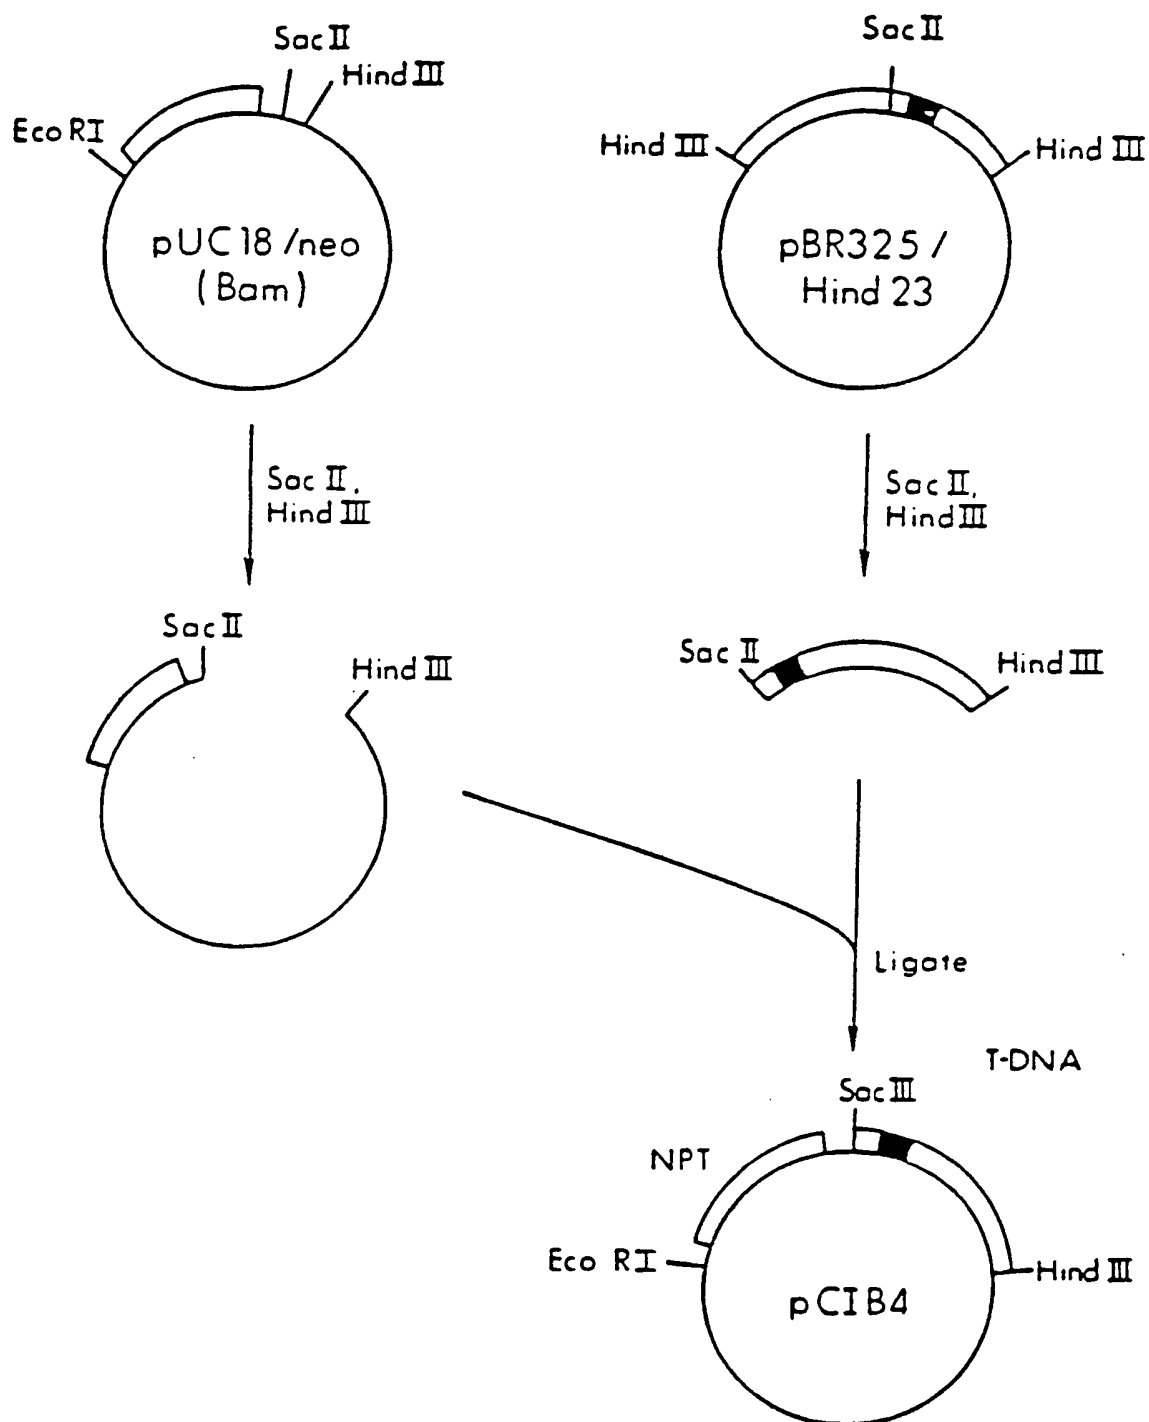 Sac II
Hind III
Eco RI
pUC18/neo
(Bam)
Sac II
Hind III
Hind III
pBR325/
Hind 23
Sac II,
Hind III
Sac II,
Hind III
Sac II
Hind III
Sac II
Hind III
Ligate
T-DNA
Sac III
NPT
Eco RI
Hind III
pCIB4